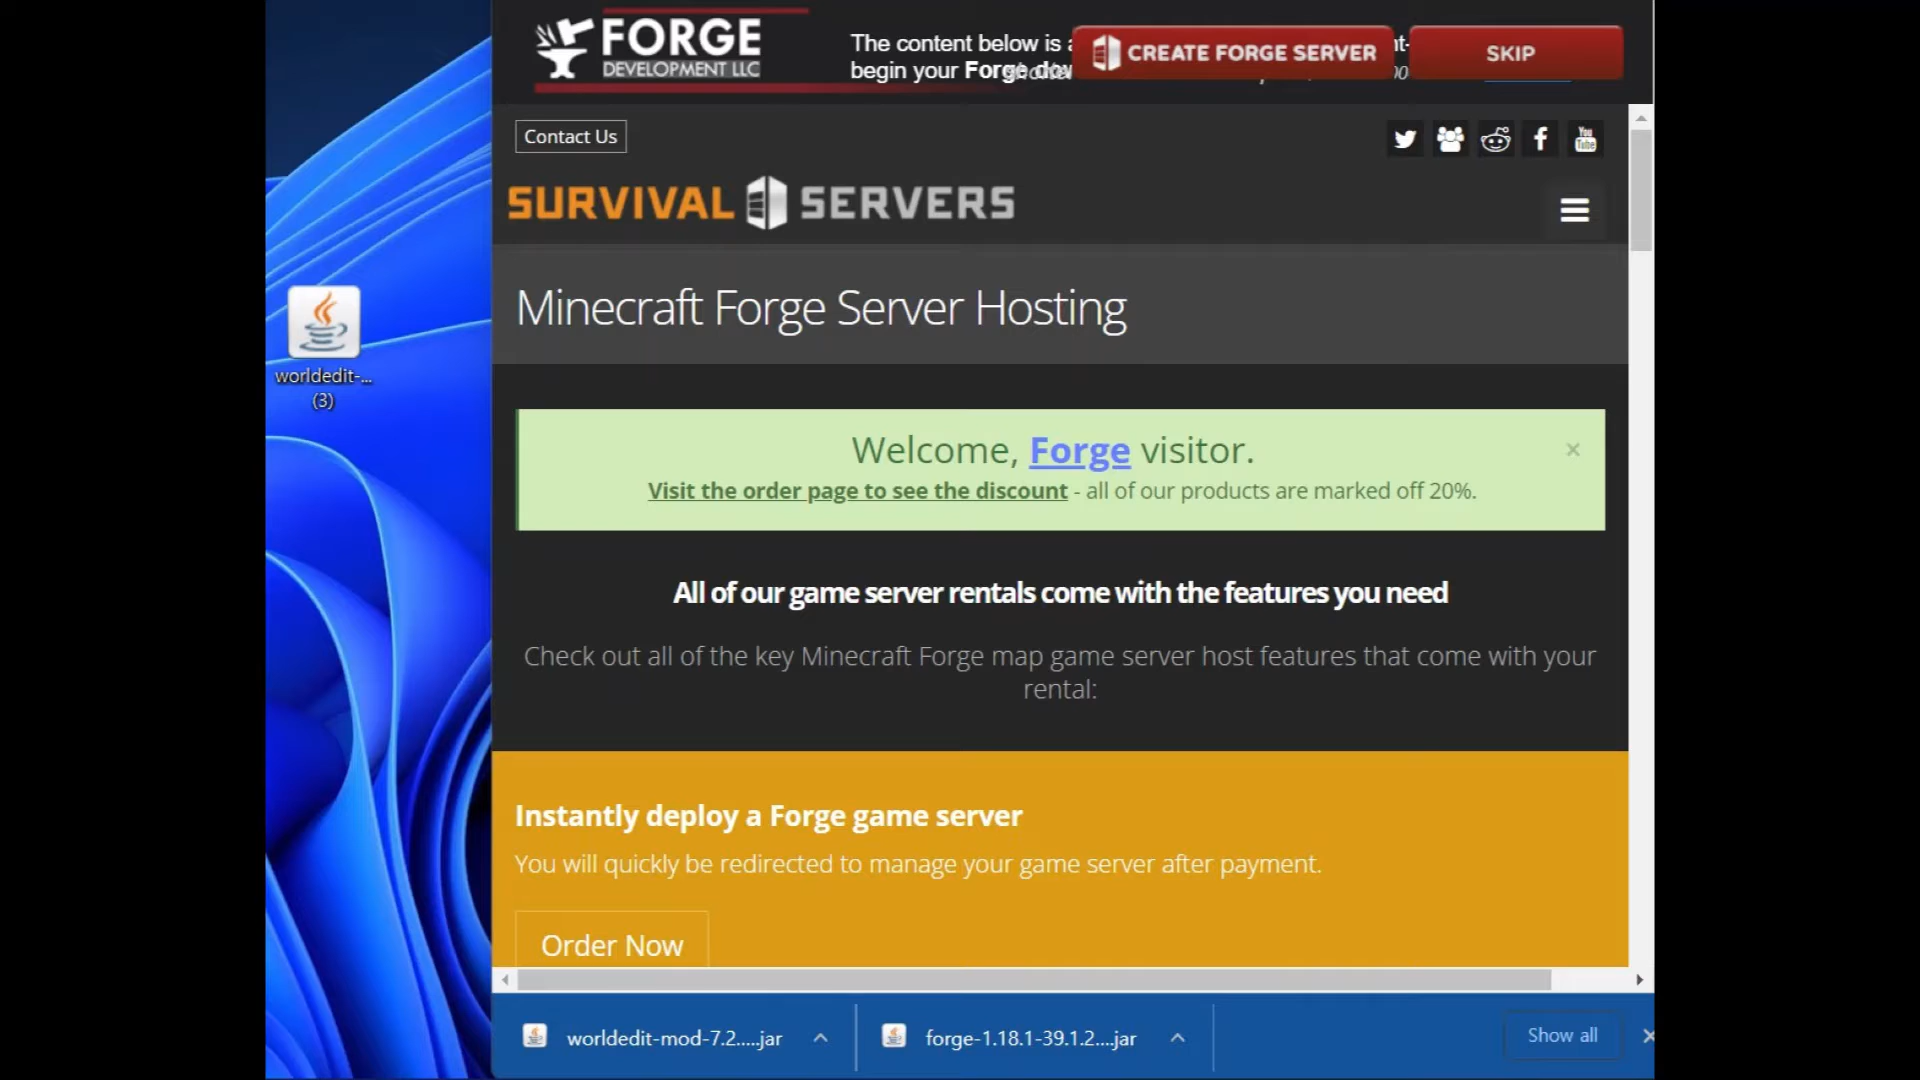 FORGE
DEVELOPMENT LLC
The content below is a
begin your Forge dow
CREATE FORGE SERVER
SKIP
Contact Us
You
Tube
SURVIVAL SERVERS
Minecraft Forge Server Hosting
Welcome, Forge visitor.
Visit the order page to see the discount - all of our products are marked off 20%.
All of our game server rentals come with the features you need
Check out all of the key Minecraft Forge map game server host features that come with your
rental:
Instantly deploy a Forge game server
You will quickly be redirected to manage your game server after payment.
Order Now
worldedit-...
(3)
worldedit-mod-7.2.....jar
forge-1.18.1-39.1.2....jar
Show all